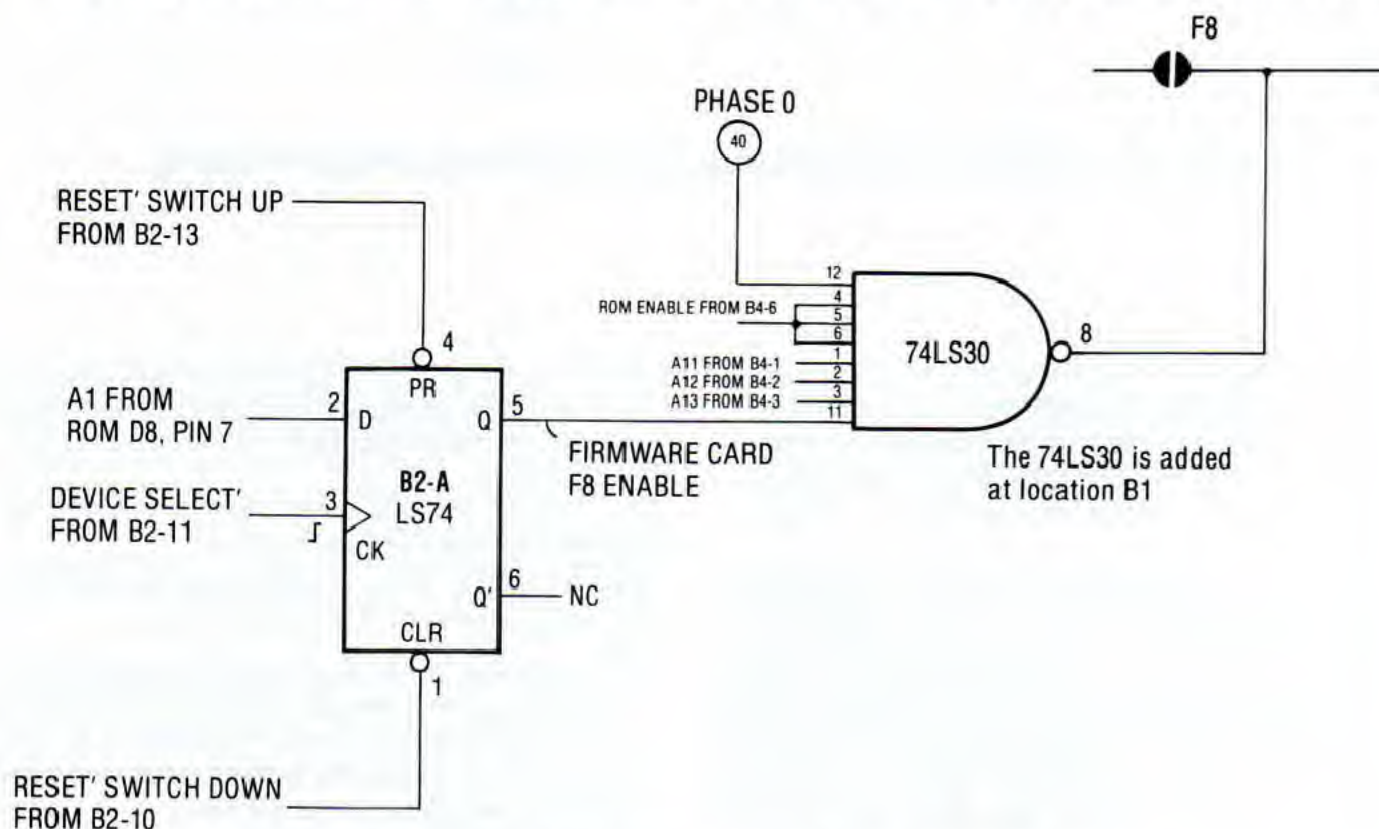 F8
PHASE 0
40
RESET' SWITCH UP
FROM B2-13
12
4
ROM ENABLE FROM B4-6
5
6
74LS30
8
4
A11 FROM B4-1
1
A12 FROM B4-2
2
A13 FROM B4-3
3
11
PR
A1 FROM
ROM D8, PIN 7
2
D
Q
5
FIRMWARE CARD
F8 ENABLE
The 74LS30 is added
at location B1
B2-A
LS74
DEVICE SELECT'
FROM B2-11
3
CK
Q'
6
NC
CLR
1
RESET' SWITCH DOWN
FROM B2-10